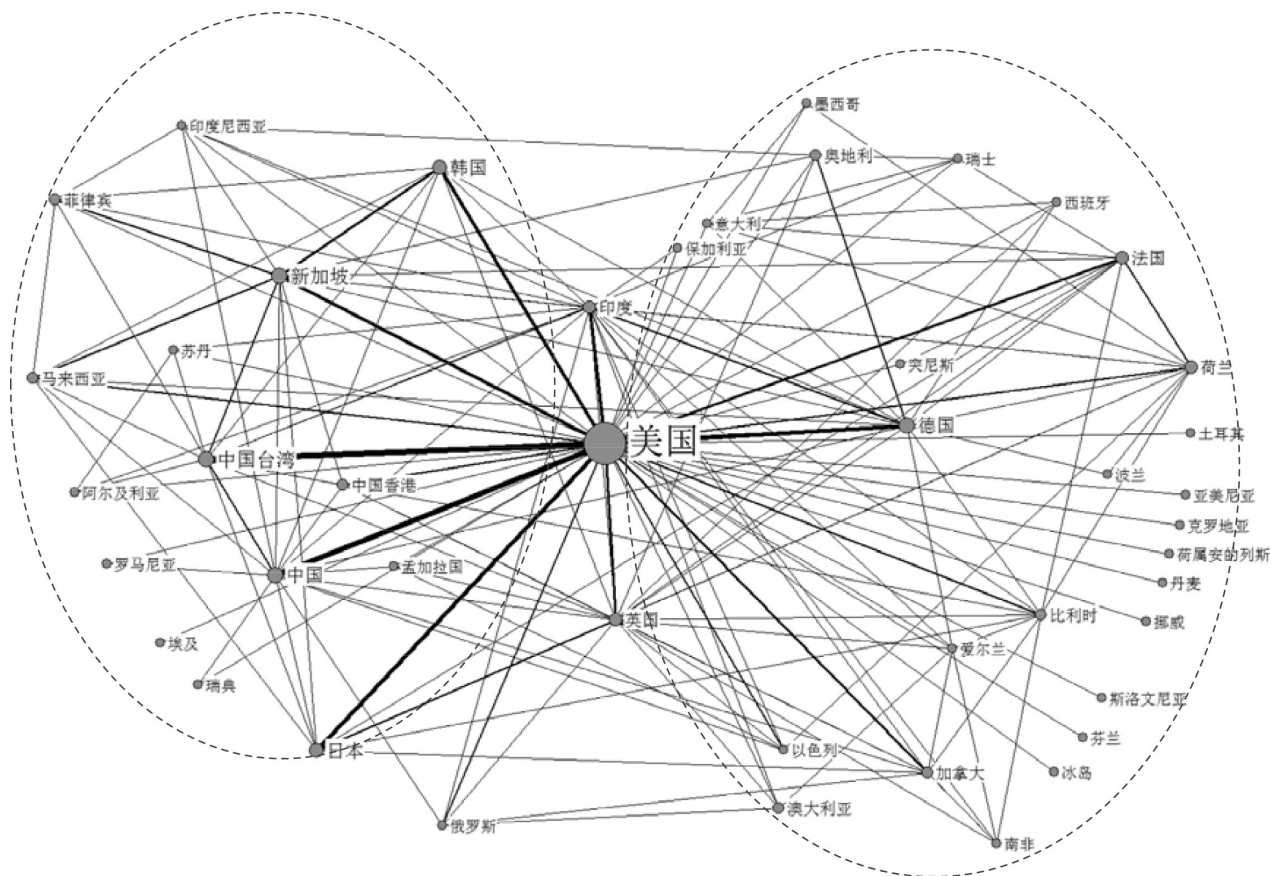 墨西哥
印度尼西亚
奥地利
瑞士
韩国
菲律宾
西班牙
意大利
保加利亚
法国
新加坡
印度
苏丹
突尼斯
荷兰
马来西亚
德国
土耳其
美国
中国台湾
波兰
中国香港
阿尔及利亚
亚美尼亚
克罗地亚
荷属安的列斯
罗马尼亚
孟加拉国
中国
丹麦
比利时
英国
挪威
埃及
爱尔兰
瑞典
斯洛文尼亚
芬兰
日本
以色列
加拿大
冰岛
澳大利亚
俄罗斯
南非